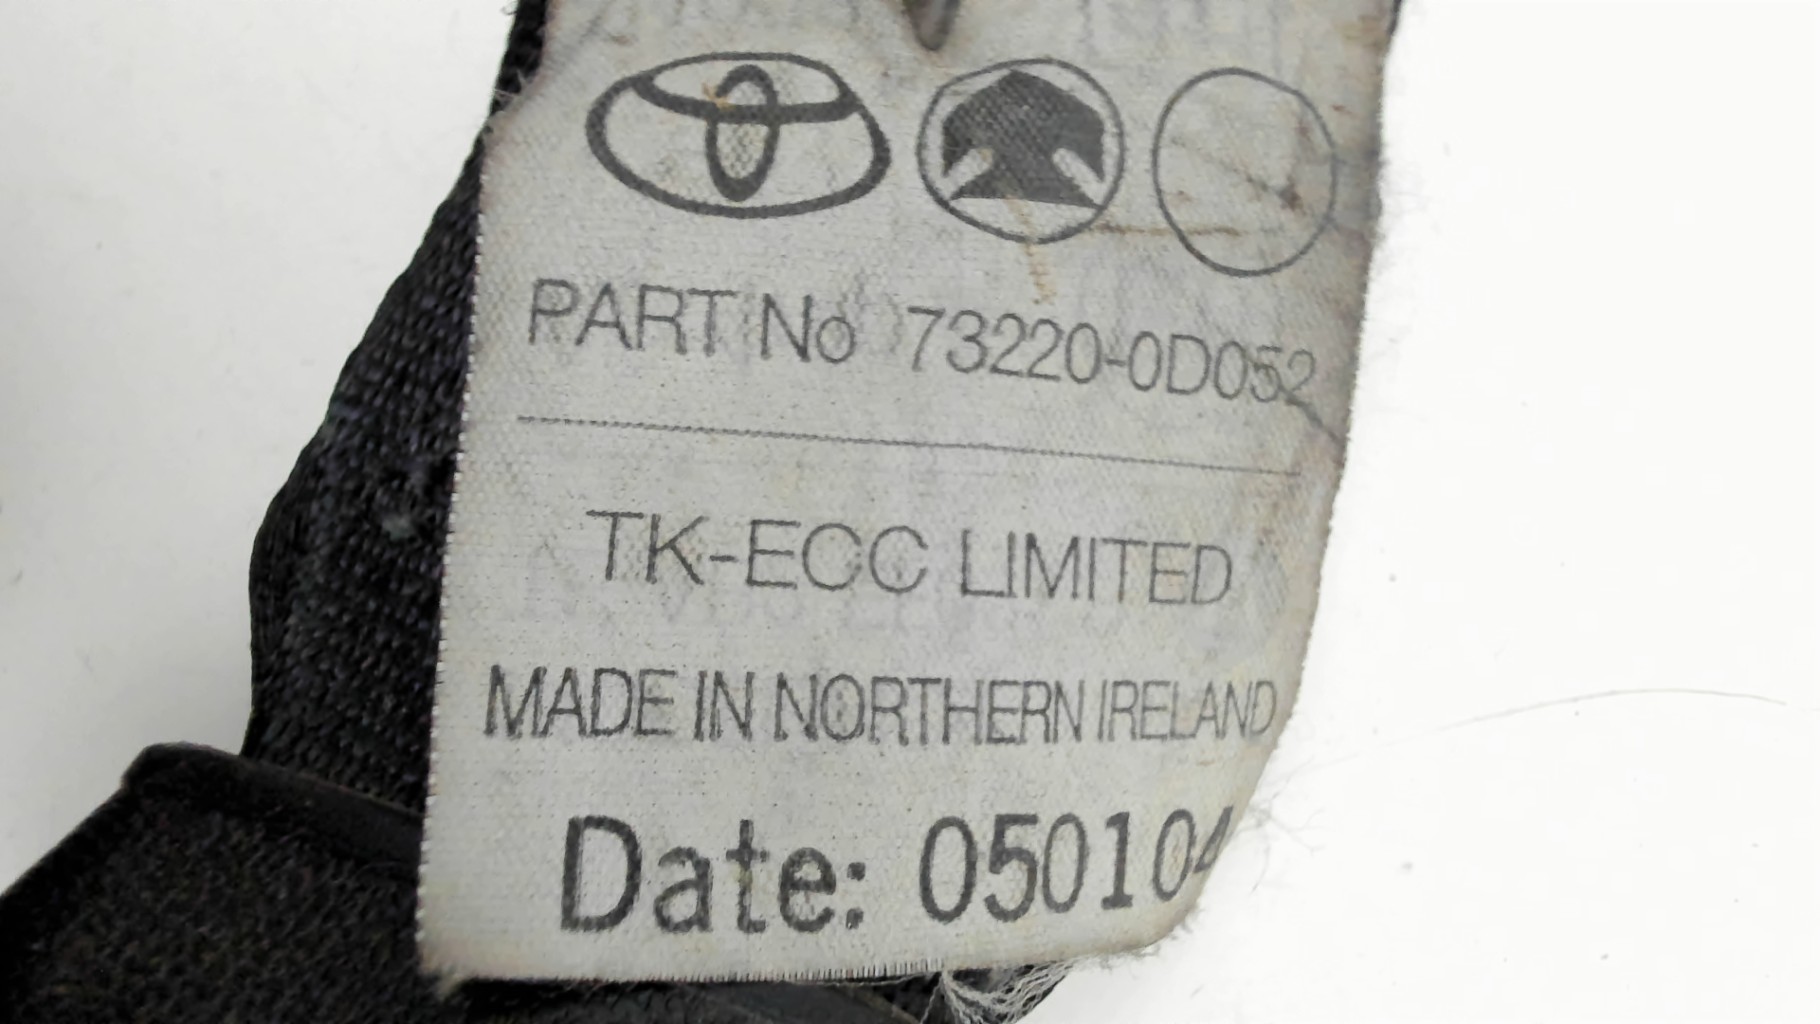 PART No 73220-0D052
TK-ECC LIMITED
MADE IN NORTHERN IRELAND
Date: 050104